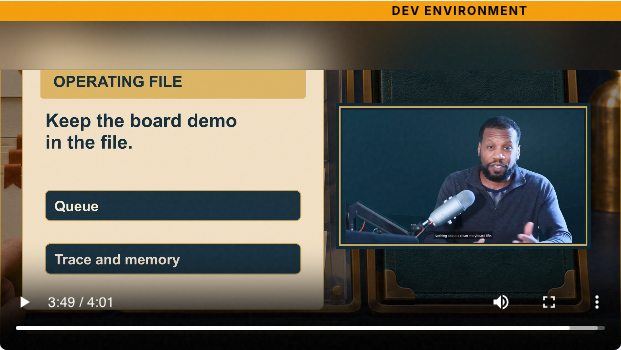 DEV ENVIRONMENT
OPERATING FILE
Keep the board demo
in the file.
Queue
Trace and memory
3:49 / 4:01